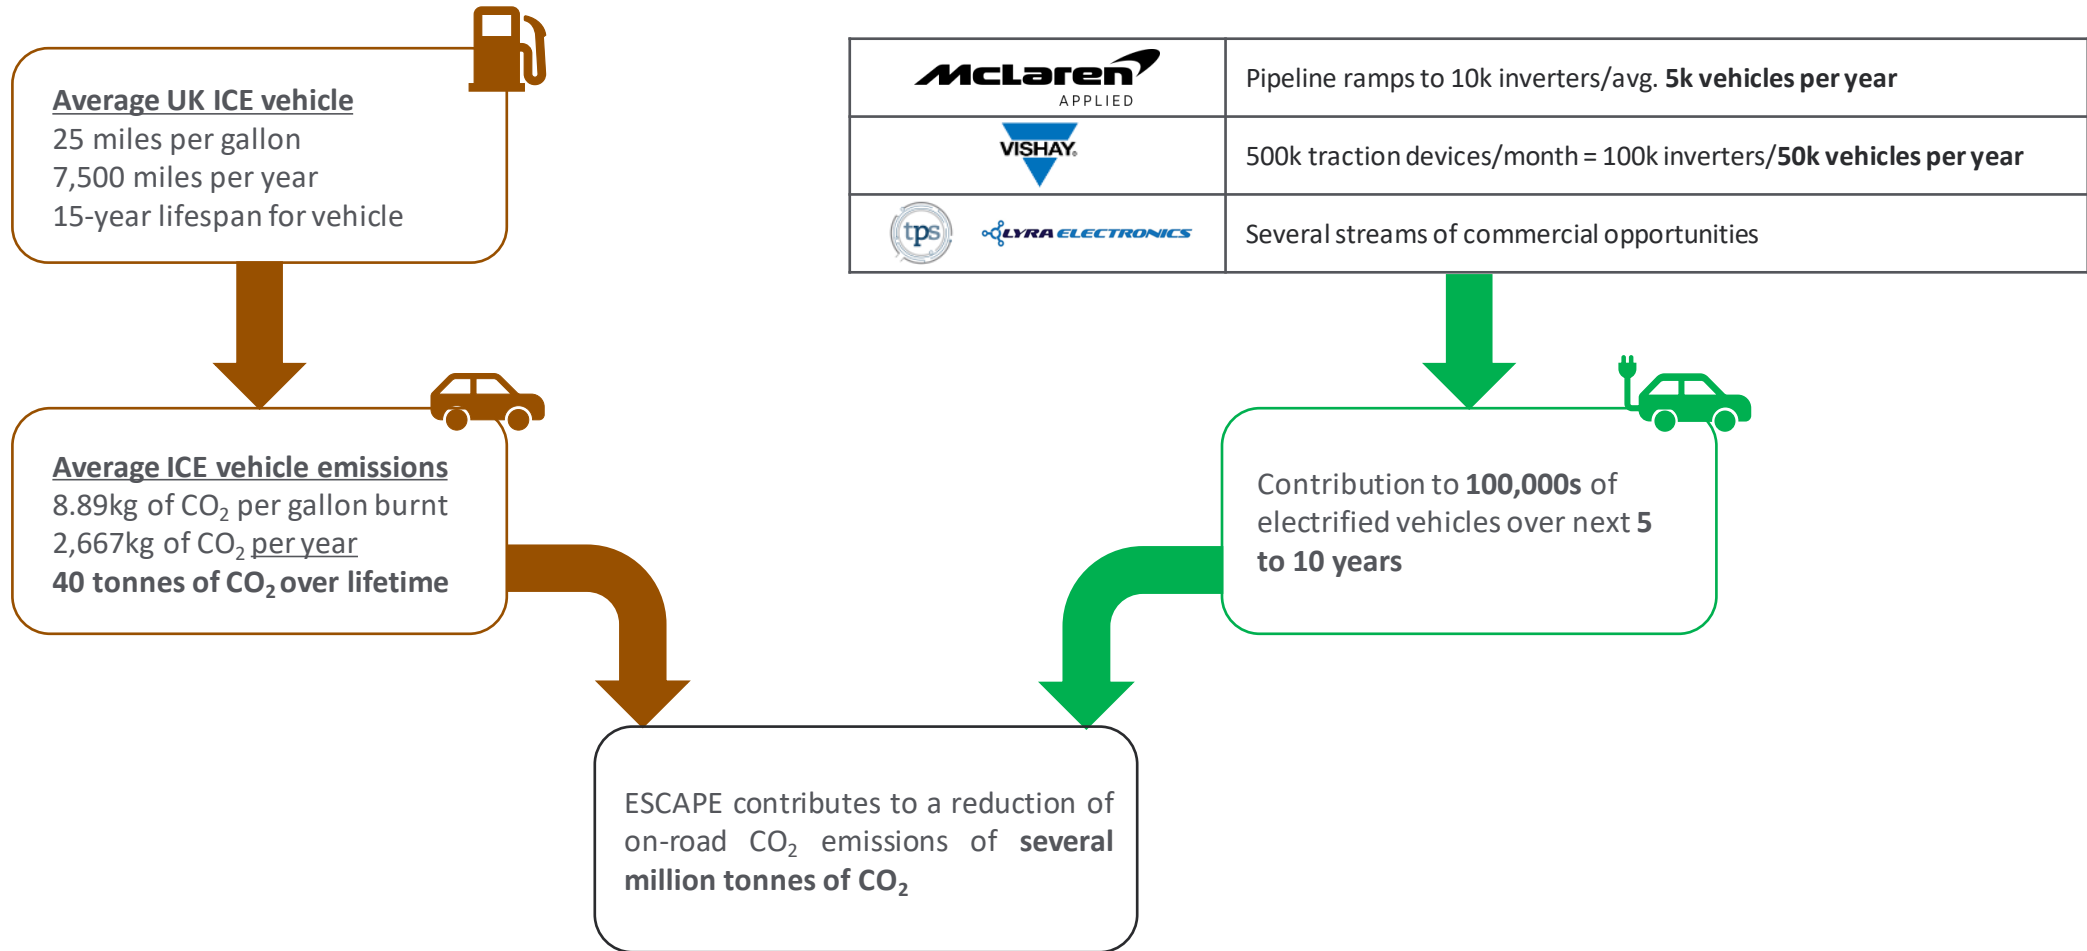 Average UK ICE vehicle
25 miles per gallon
7,500 miles per year
15-year lifespan for vehicle
McLaren
APPLIED
Pipeline ramps to 10k inverters/avg. 5k vehicles per year
VISHAY.
500k traction devices/month = 100k inverters/50k vehicles per year
tps
LYRA ELECTRONICS
Several streams of commercial opportunities
Average ICE vehicle emissions
8.89kg of CO₂ per gallon burnt
2,667kg of CO₂ per year
40 tonnes of CO₂ over lifetime
Contribution to 100,000s of
electrified vehicles over next 5
to 10 years
ESCAPE contributes to a reduction of
on-road CO₂ emissions of several
million tonnes of CO₂